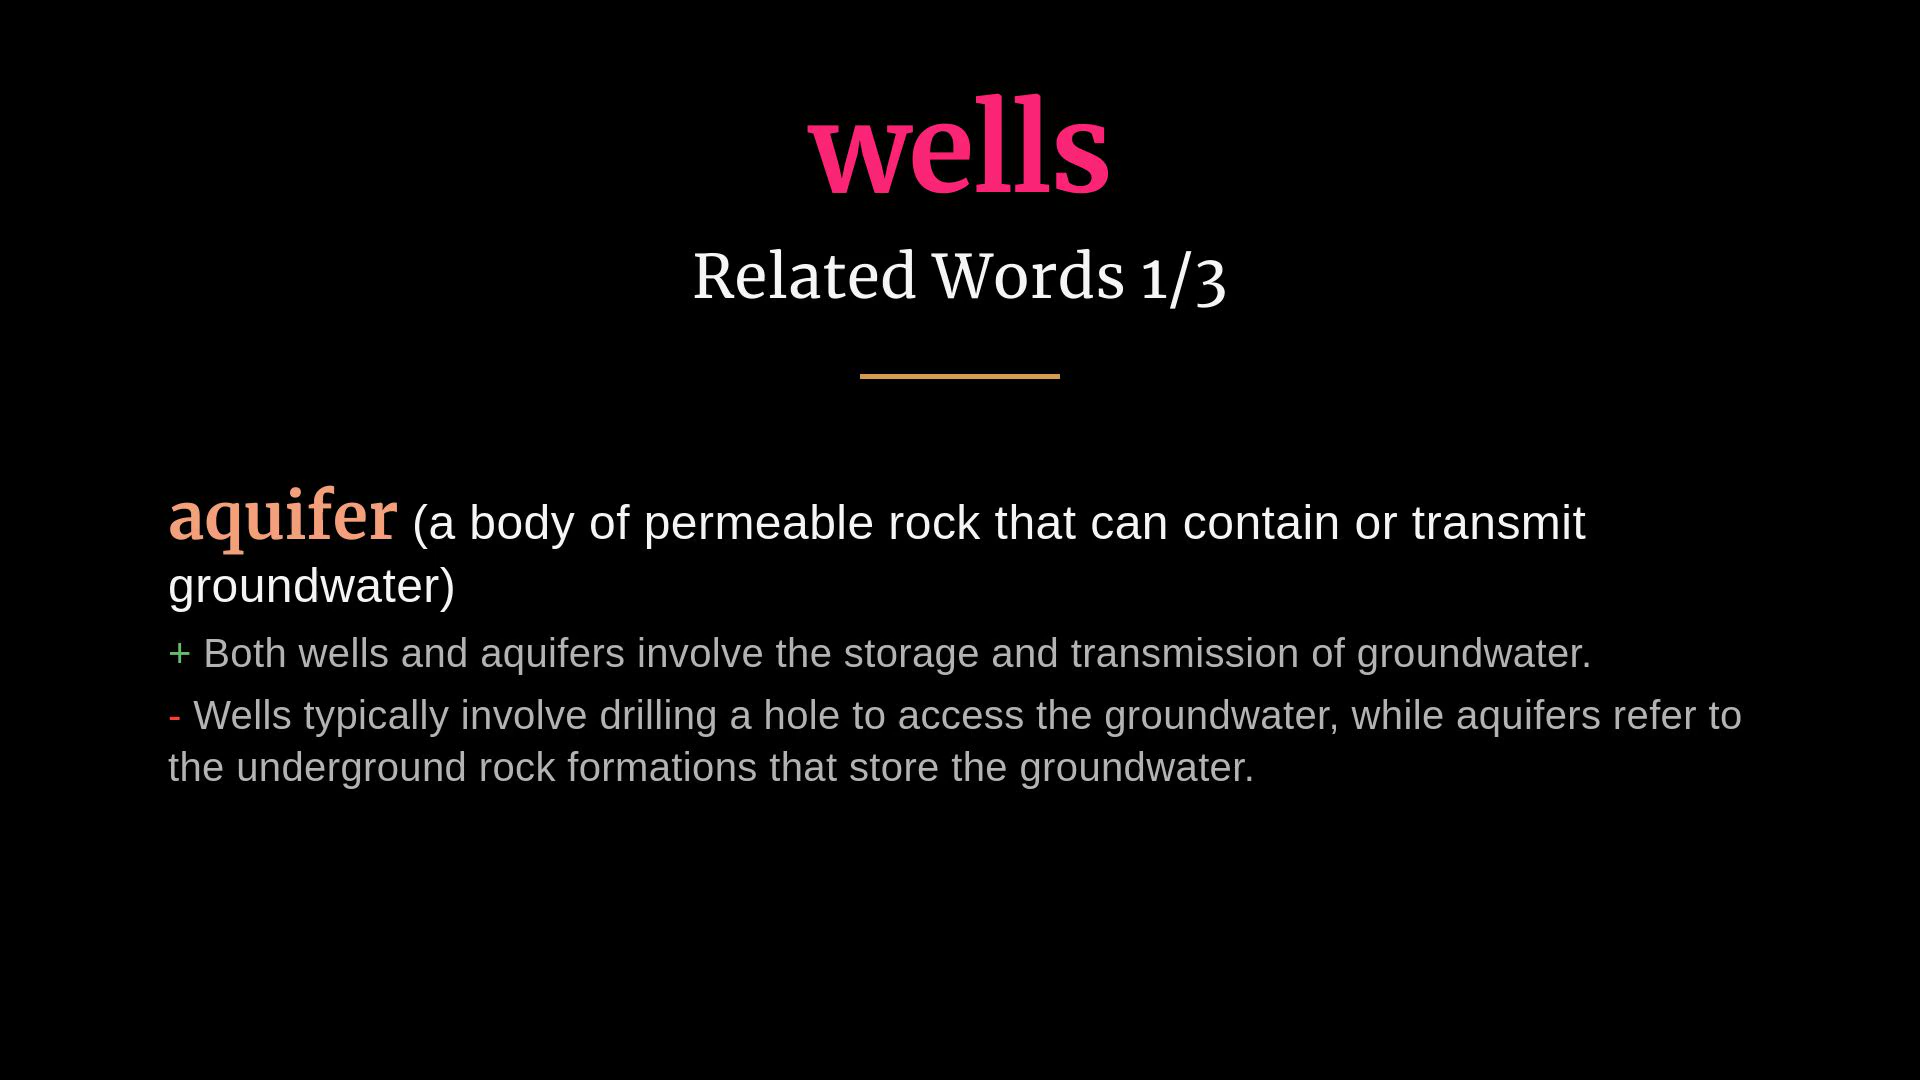 wells
Related Words 1/3
aquifer (a body of permeable rock that can contain or transmit
groundwater)
+ Both wells and aquifers involve the storage and transmission of groundwater.
- Wells typically involve drilling a hole to access the groundwater, while aquifers refer to
the underground rock formations that store the groundwater.